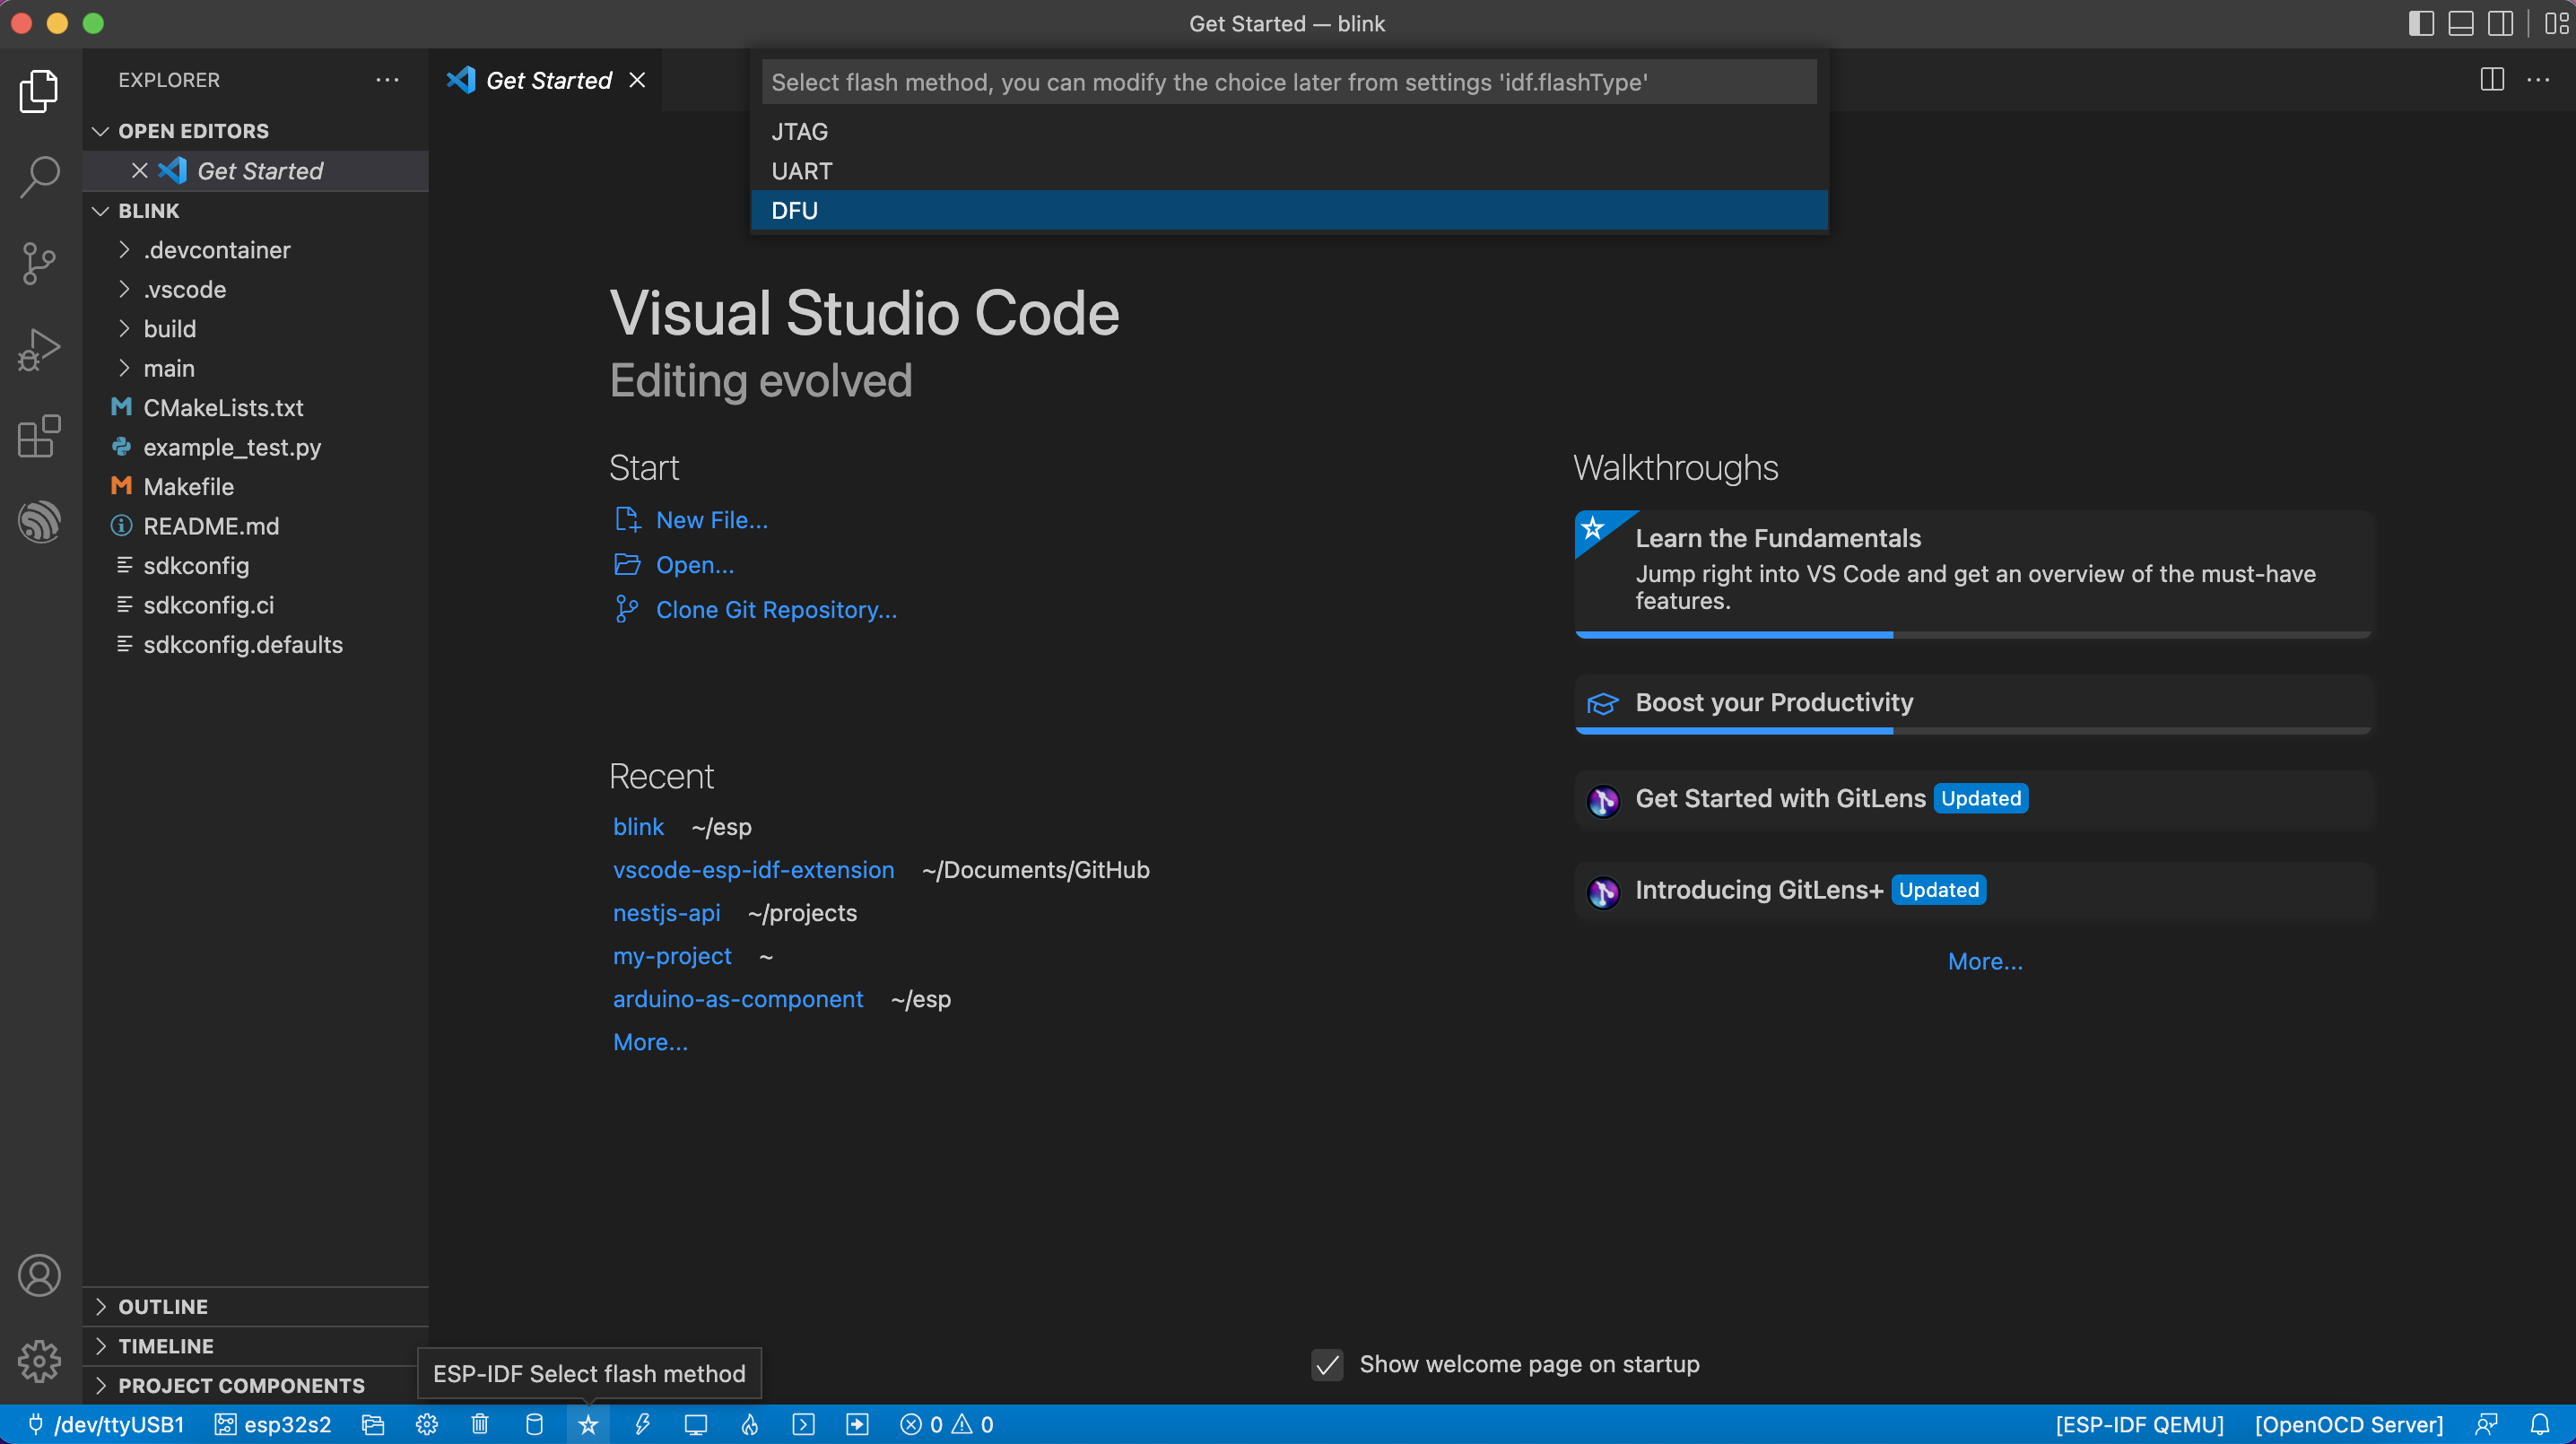 Get Started — blink
EXPLORER
Get Started
Select flash method, you can modify the choice later from settings 'idf.flashType'
JTAG
UART
DFU
OPEN EDITORS
Get Started
BLINK
.devcontainer
.vscode
build
main
CMakeLists.txt
example_test.py
Makefile
README.md
sdkconfig
sdkconfig.ci
sdkconfig.defaults
OUTLINE
TIMELINE
PROJECT COMPONENTS
Visual Studio Code
Editing evolved
Start
New File...
Open...
Clone Git Repository...
Recent
blink ~/esp
vscode-esp-idf-extension ~/Documents/GitHub
nestjs-api ~/projects
my-project ~
arduino-as-component ~/esp
More...
Walkthroughs
Learn the Fundamentals
Jump right into VS Code and get an overview of the must-have
features.
Boost your Productivity
Get Started with GitLens Updated
Introducing GitLens+ Updated
More...
Show welcome page on startup
ESP-IDF Select flash method
/dev/ttyUSB1 esp32s2 0 0 [ESP-IDF QEMU] [OpenOCD Server]